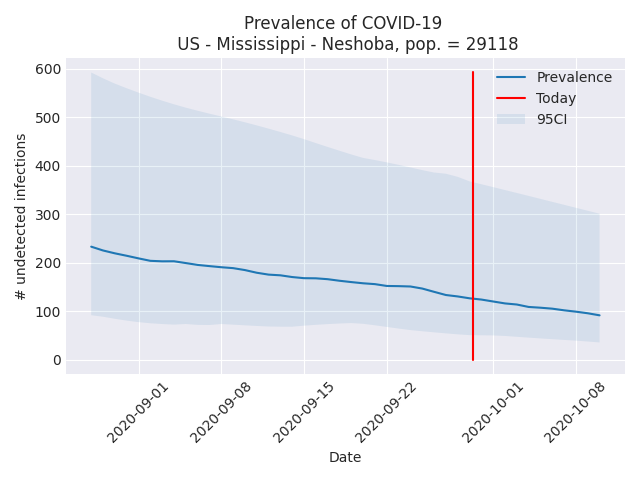 Prevalence of COVID-19
US - Mississippi - Neshoba, pop. = 29118
600
500
400
300
200
100
0
# undetected infections
Prevalence
Today
95CI
2020-09-01
2020-09-08
2020-09-15
2020-09-22
2020-10-01
2020-10-08
Date